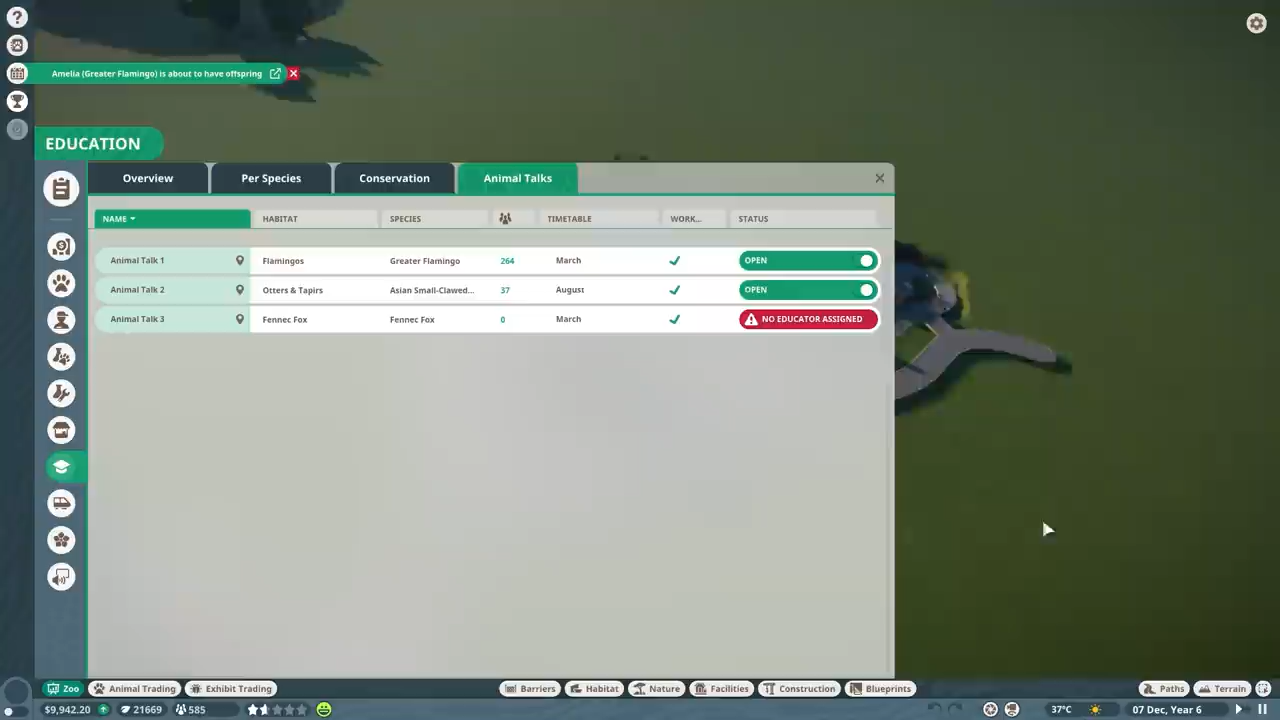 ?
Amelia (Greater Flamingo) is about to have offspring
EDUCATION
Overview Per Species Conservation Animal Talks
NAME HABITAT SPECIES TIMETABLE WORK... STATUS
Animal Talk 1 Flamingos Greater Flamingo 264 March OPEN
Animal Talk 2 Otters & Tapirs Asian Small-Clawed... 37 August OPEN
Animal Talk 3 Fennec Fox Fennec Fox 0 March NO EDUCATOR ASSIGNED
Zoo Animal Trading Exhibit Trading Barriers Habitat Nature Facilities Construction Blueprints Paths Terrain
$9,942.20 21669 585 37°C 07 Dec, Year 6